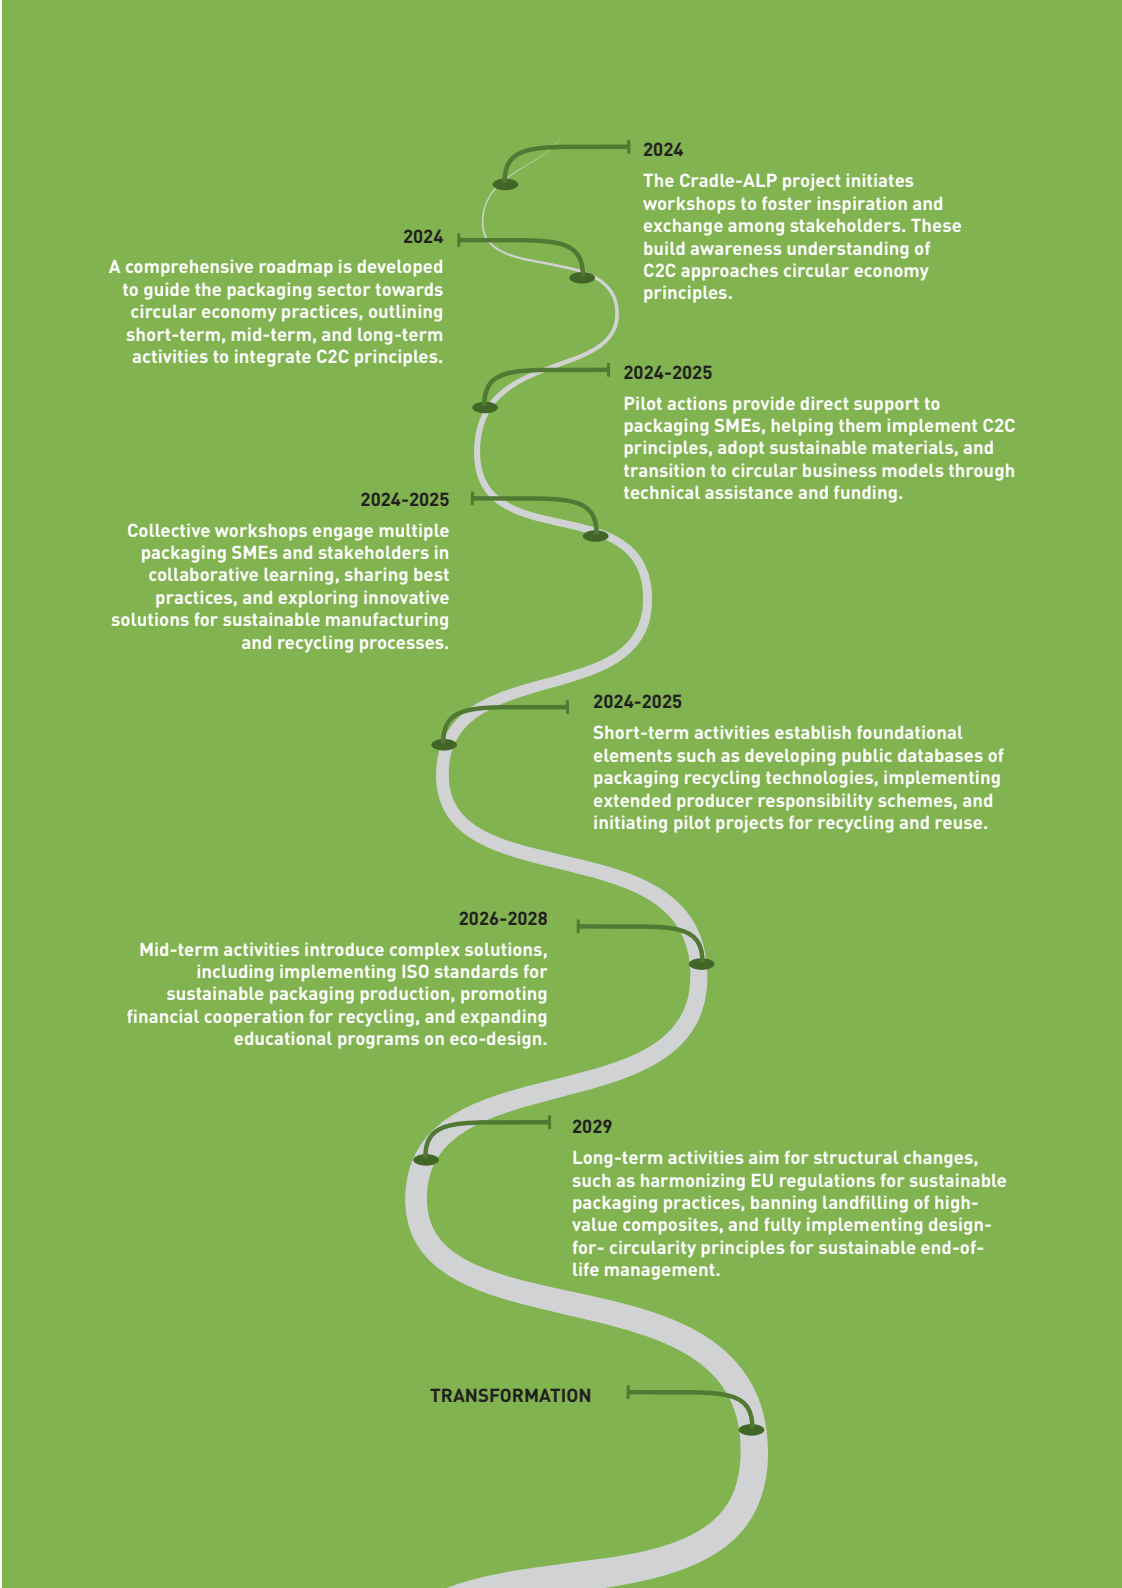 2024
The Cradle-ALP project initiates
workshops to foster inspiration and
exchange among stakeholders. These
build awareness understanding of
C2C approaches circular economy
principles.
2024
A comprehensive roadmap is developed
to guide the packaging sector towards
circular economy practices, outlining
short-term, mid-term, and long-term
activities to integrate C2C principles.
2024-2025
Pilot actions provide direct support to
packaging SMEs, helping them implement C2C
principles, adopt sustainable materials, and
transition to circular business models through
technical assistance and funding.
2024-2025
Collective workshops engage multiple
packaging SMEs and stakeholders in
collaborative learning, sharing best
practices, and exploring innovative
solutions for sustainable manufacturing
and recycling processes.
2024-2025
Short-term activities establish foundational
elements such as developing public databases of
packaging recycling technologies, implementing
extended producer responsibility schemes, and
initiating pilot projects for recycling and reuse.
2026-2028
Mid-term activities introduce complex solutions,
including implementing ISO standards for
sustainable packaging production, promoting
financial cooperation for recycling, and expanding
educational programs on eco-design.
2029
Long-term activities aim for structural changes,
such as harmonizing EU regulations for sustainable
packaging practices, banning landfilling of high-
value composites, and fully implementing design-
for- circularity principles for sustainable end-of-
life management.
TRANSFORMATION